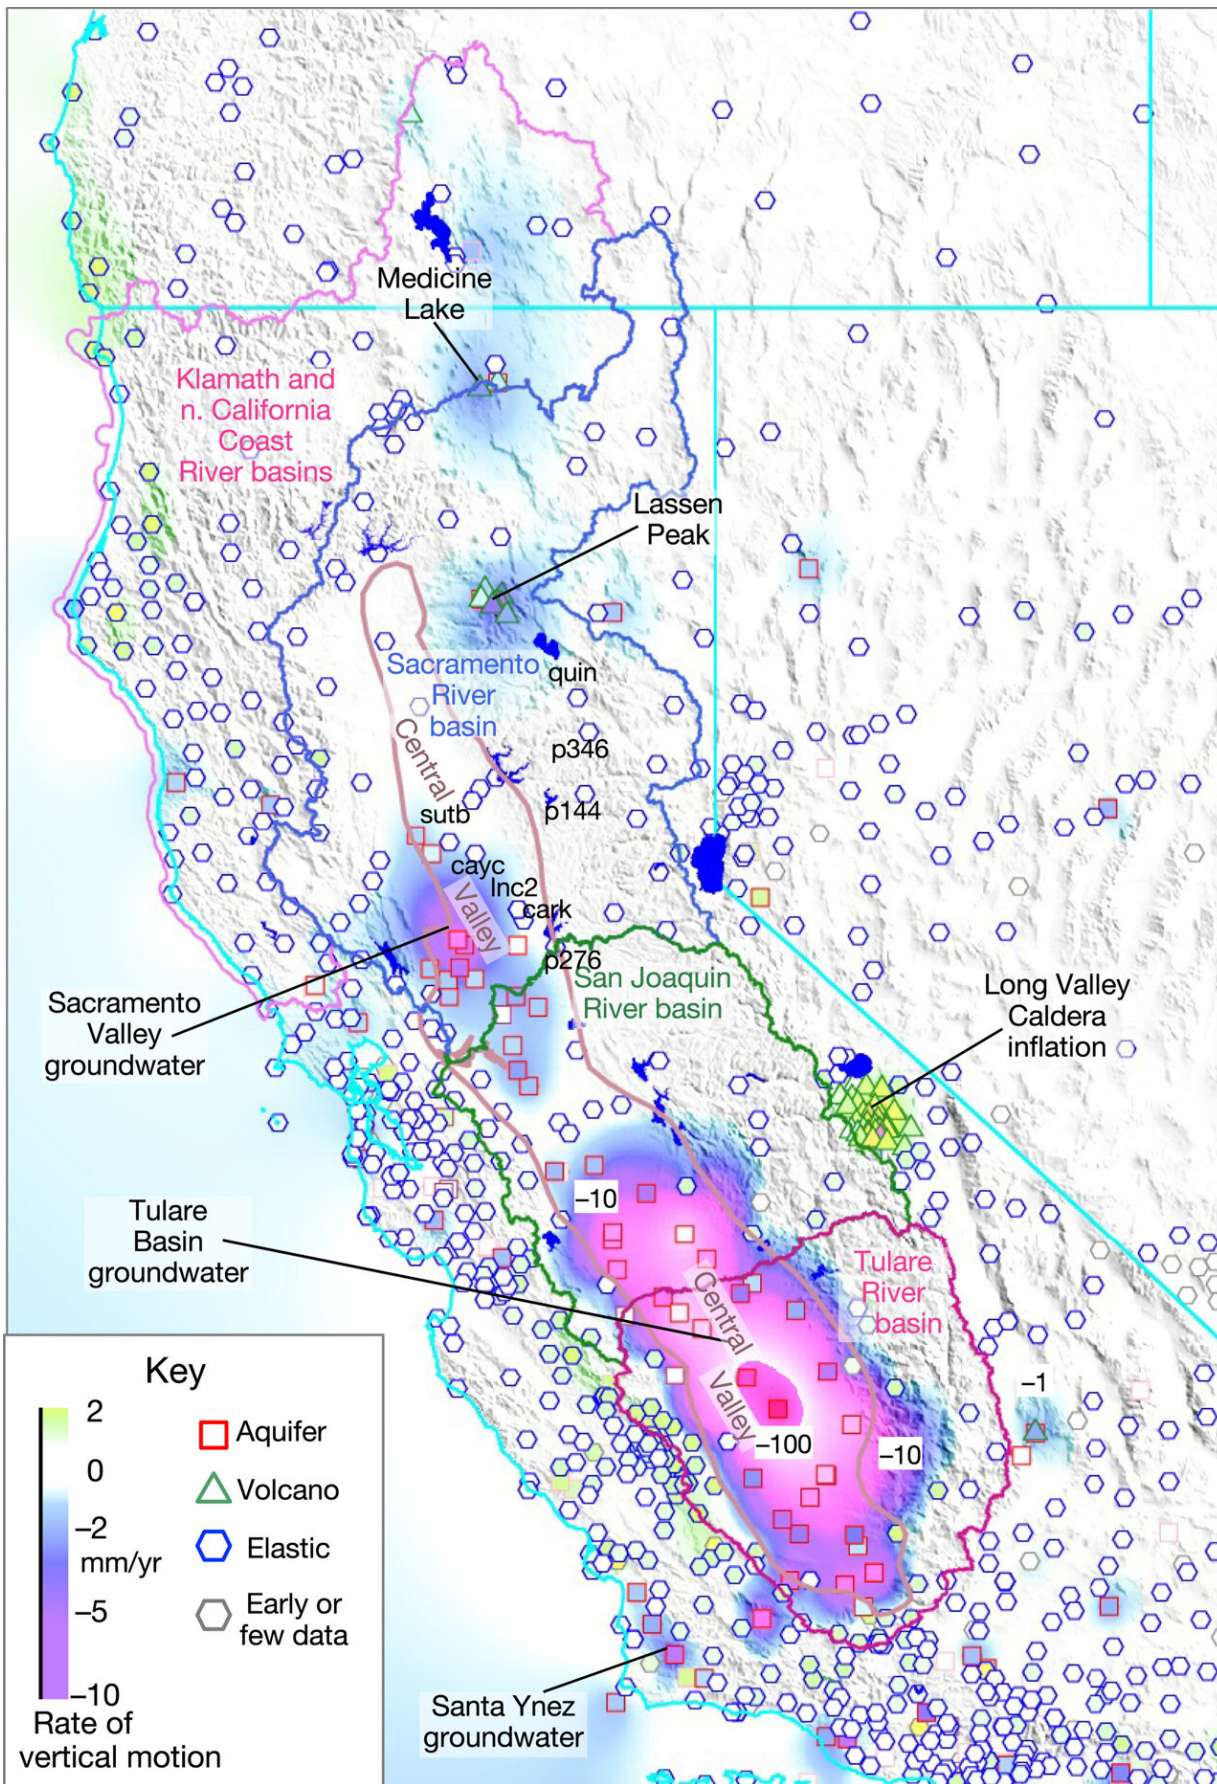 Medicine
Lake
Klamath and
n. California
Coast
River basins
Lassen
Peak
Sacramento
River
basin
quin
Central
p346
p144
sutb
cayc
lnc2
cark
Valley
p276
San Joaquin
River basin
Sacramento
Valley
groundwater
Long Valley
Caldera
inflation
–10
Tulare
Basin
groundwater
Tulare
River
basin
Central
Valley
–1
–100
–10
Key
2
0
–2
mm/yr
–5
–10
Rate of
vertical motion
Aquifer
Volcano
Elastic
Early or
few data
Santa Ynez
groundwater